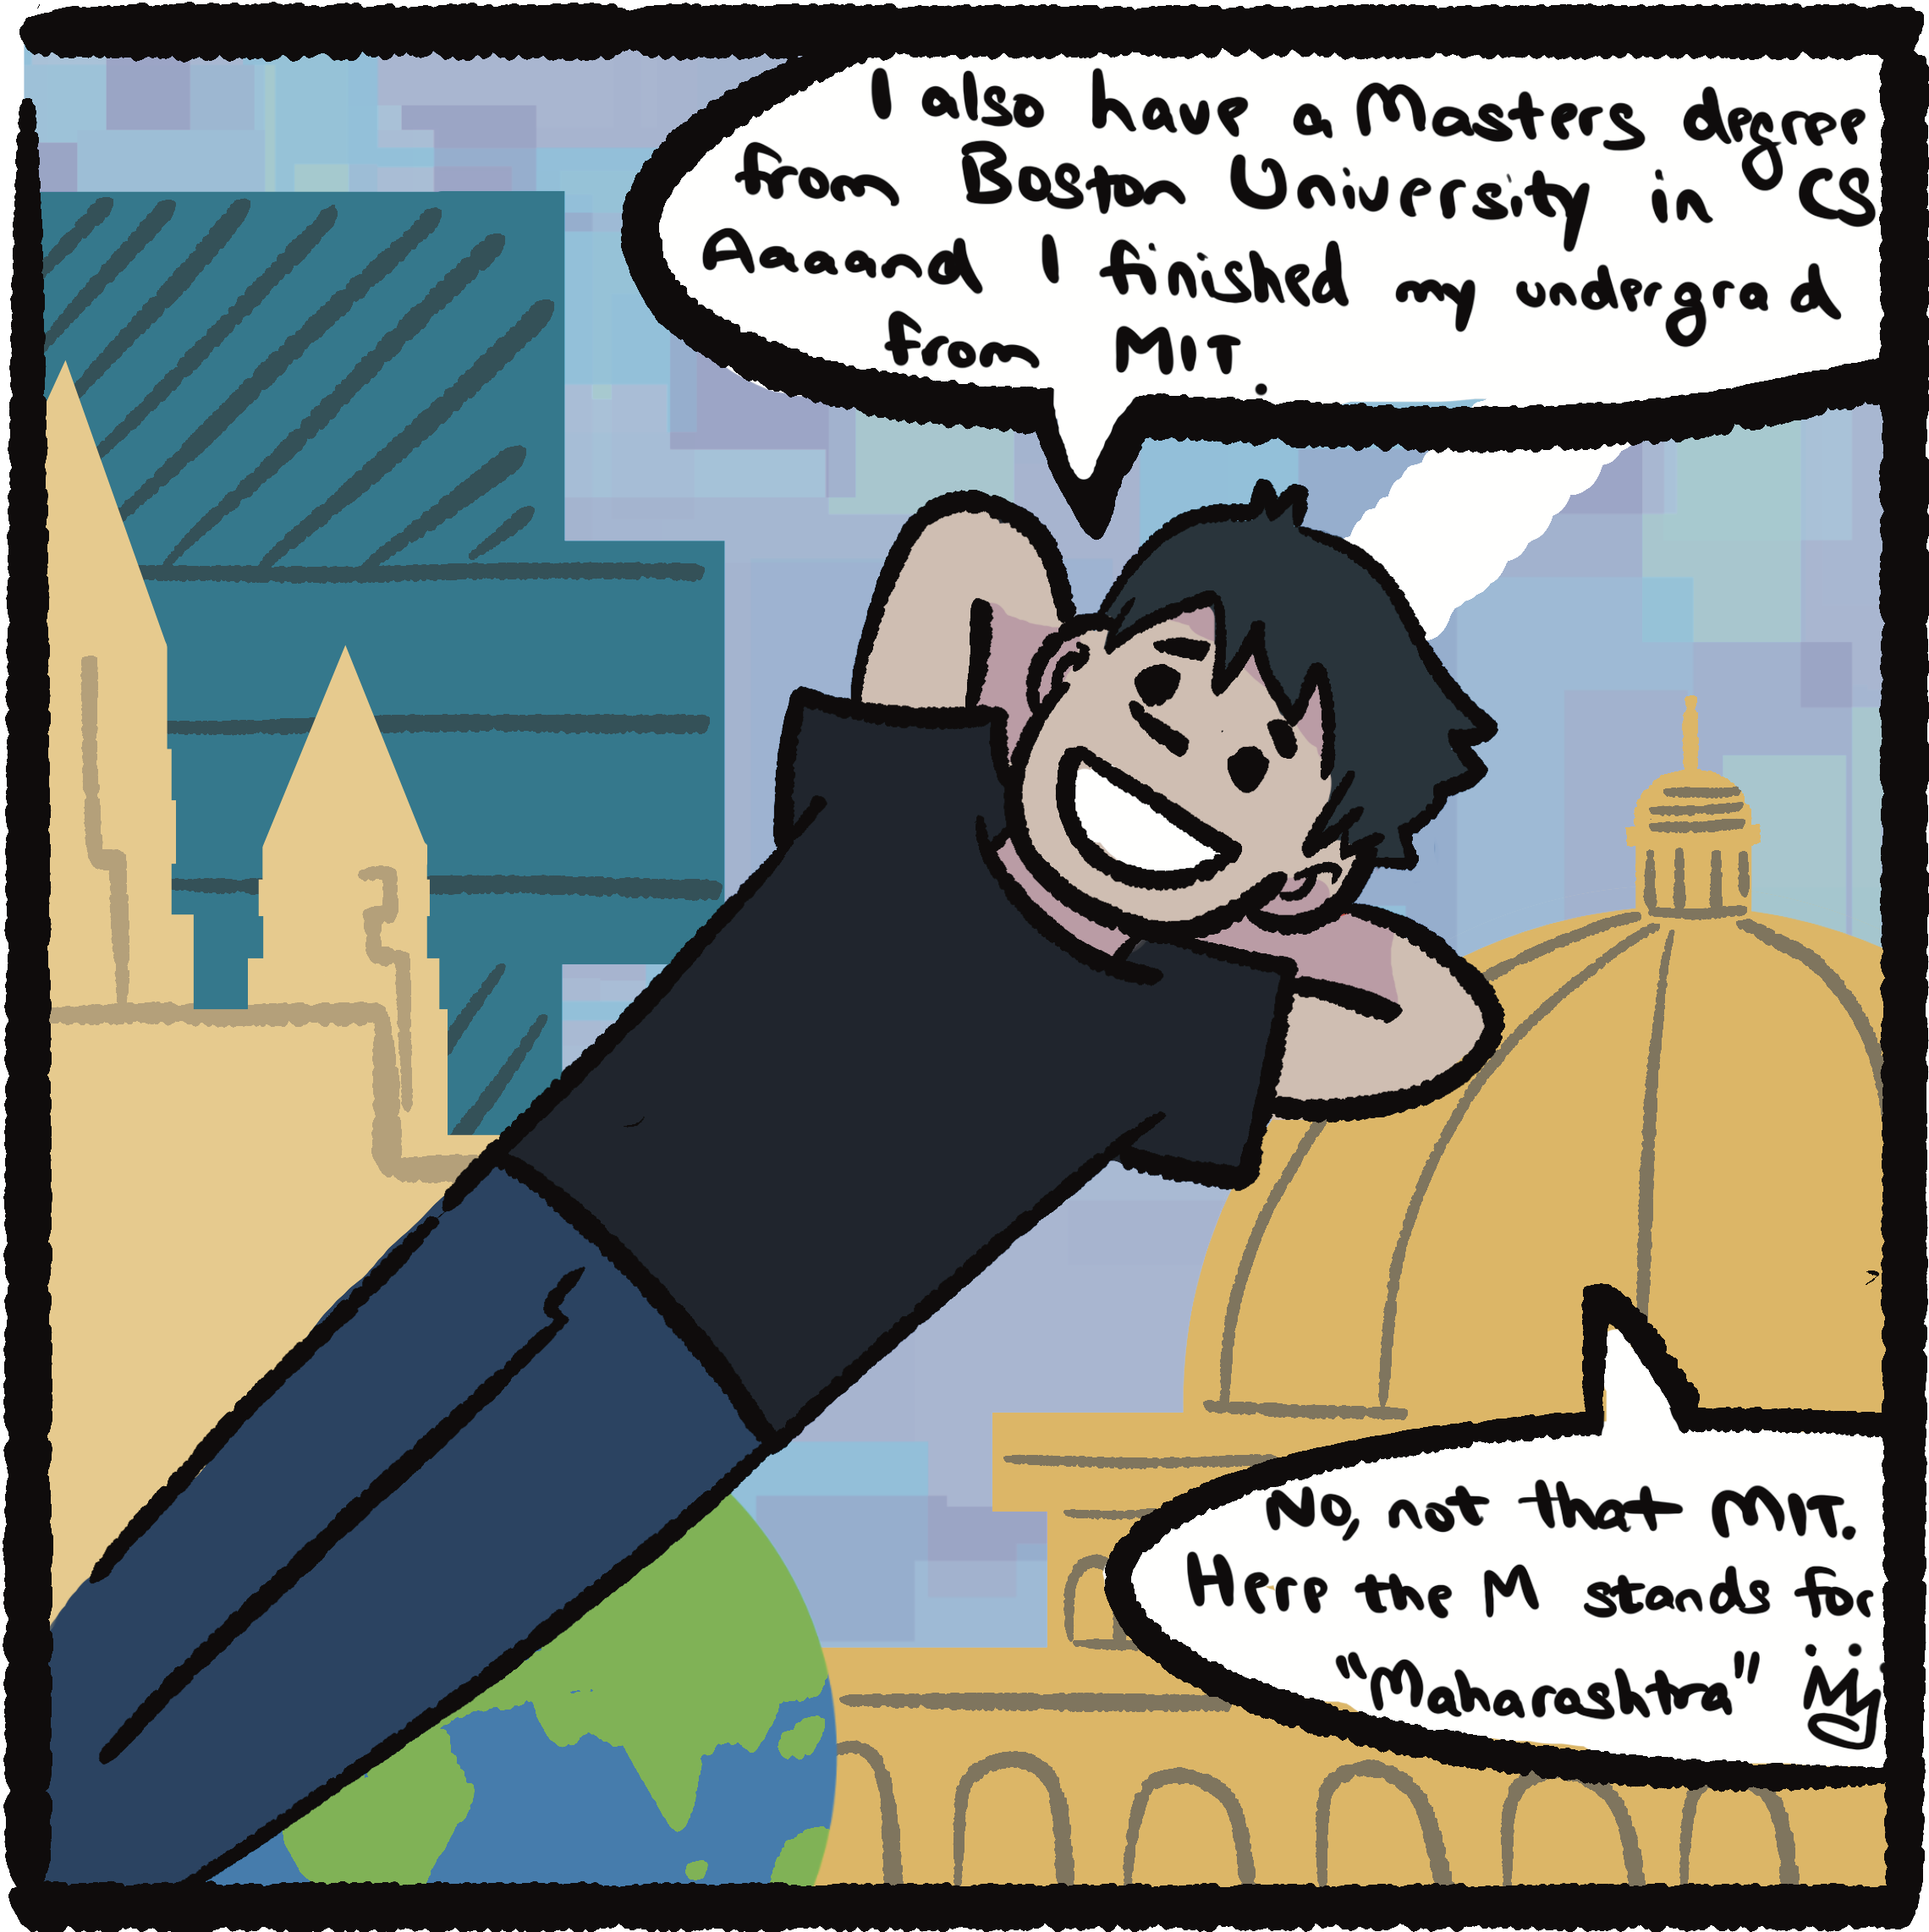 I also have a Masters degree
from Boston University in CS
Aaaand I finished my undergrad
from MIT.
No, not that MIT.
Here the M stands for
"Maharashtra"